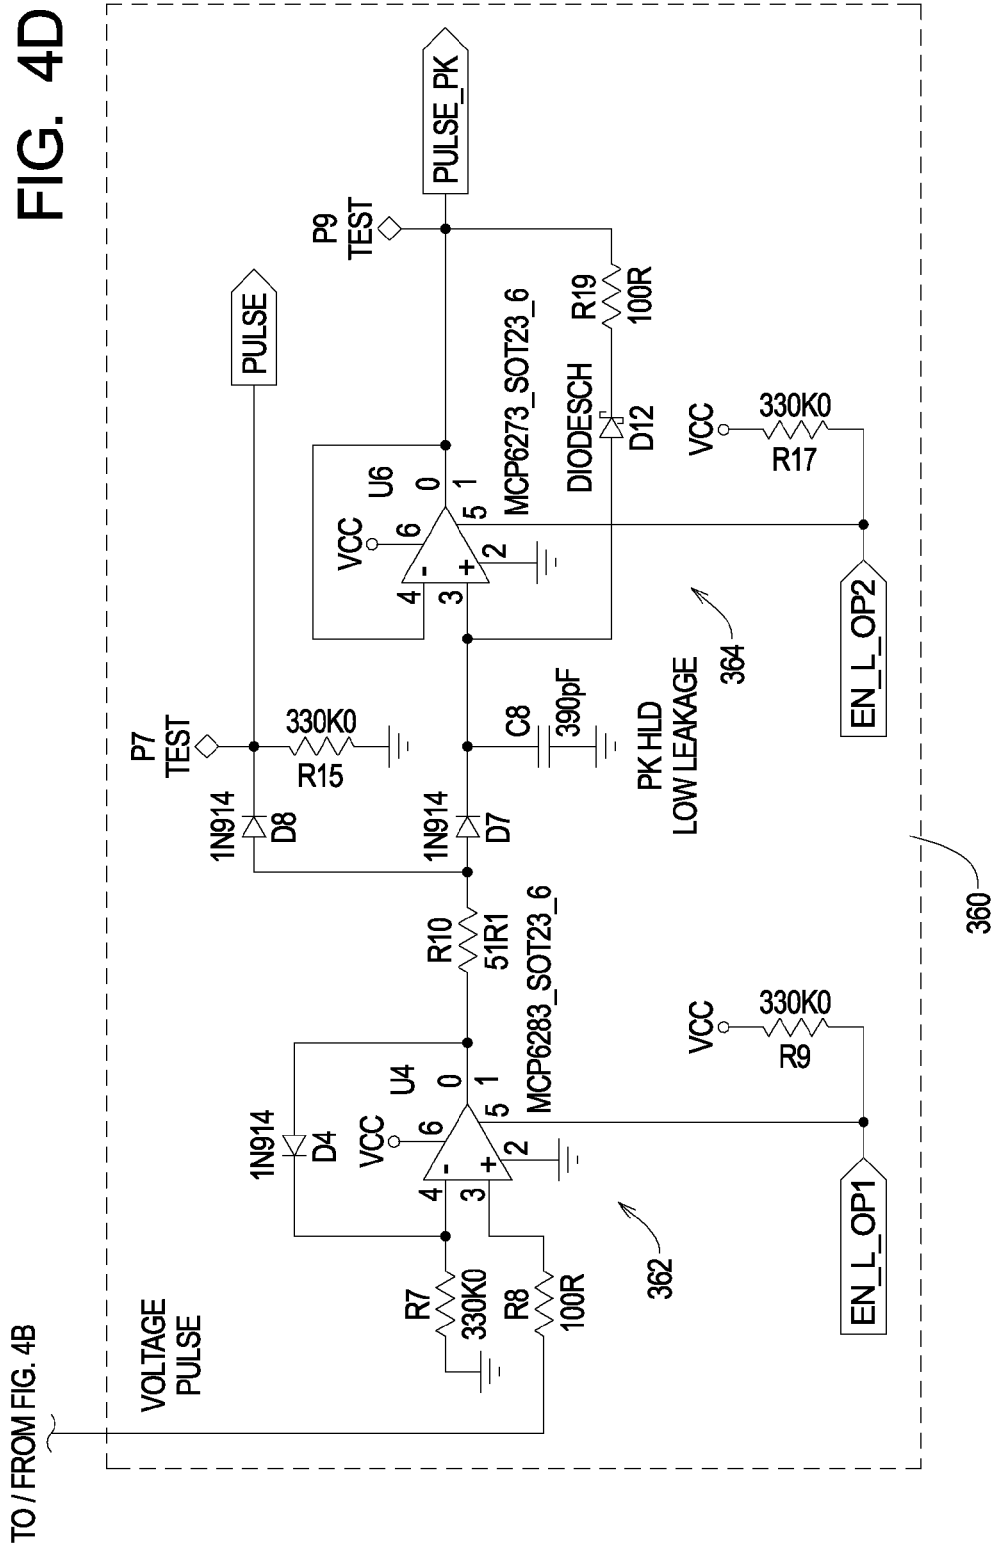 FIG. 4D
TO / FROM FIG. 4B
VOLTAGE
PULSE
R7
330K0
R8
100R
1N914
D4
VCC
U4
6
4
-
3
+
2
5
0
1
MCP6283_SOT23_6
362
EN_L_OP1
VCC
330K0
R9
R10
51R1
1N914
D8
P7
TEST
330K0
R15
PULSE
1N914
D7
C8
390pF
PK HLD
LOW LEAKAGE
VCC
U6
6
4
-
3
+
2
5
0
1
MCP6273_SOT23_6
DIODESCH
D12
R19
100R
P9
TEST
PULSE_PK
364
EN_L_OP2
VCC
330K0
R17
360